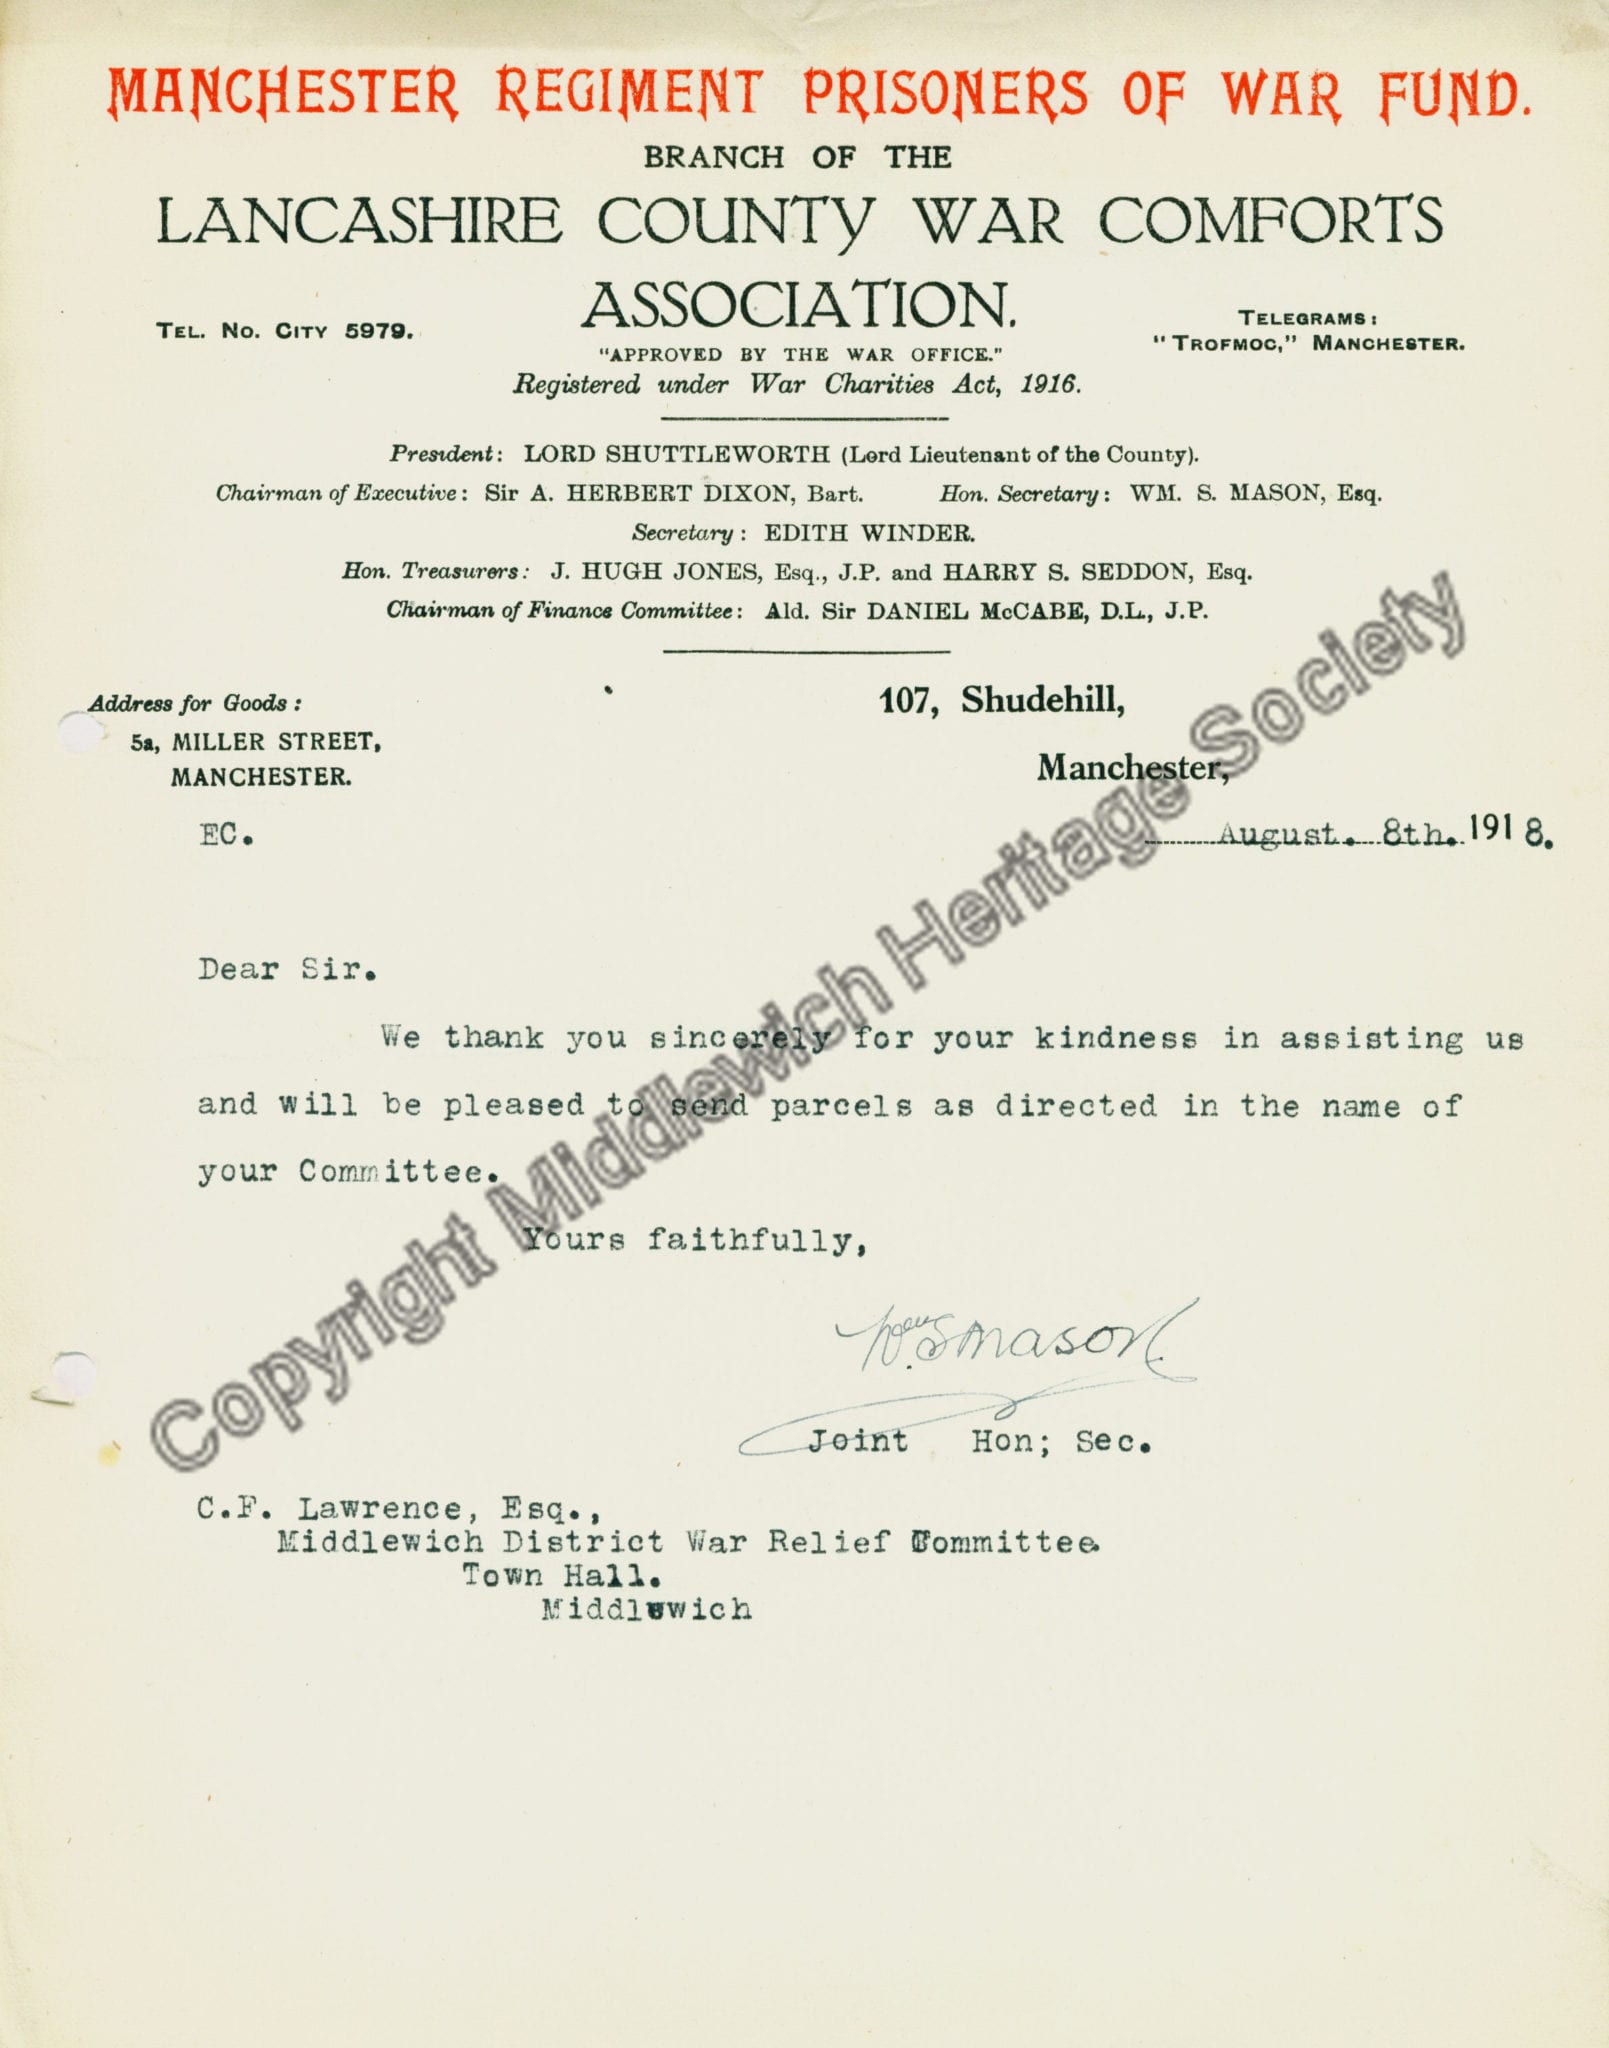 MANCHESTER REGIMENT PRISONERS OF WAR FUND.
BRANCH OF THE
LANCASHIRE COUNTY WAR COMFORTS
ASSOCIATION.
TEL. NO. CITY 5979.
TELEGRAMS:
"TROFMOC," MANCHESTER.
"APPROVED BY THE WAR OFFICE."
Registered under War Charities Act, 1916.
President: LORD SHUTTLEWORTH (Lord Lieutenant of the County).
Chairman of Executive: Sir A. HERBERT DIXON, Bart. Hon. Secretary: WM. S. MASON, Esq.
Secretary: EDITH WINDER.
Hon. Treasurers: J. HUGH JONES, Esq., J.P. and HARRY S. SEDDON, Esq.
Chairman of Finance Committee: Ald. Sir DANIEL McCABE, D.L., J.P.
Address for Goods:
5a, MILLER STREET,
MANCHESTER.
107, Shudehill,
Manchester,
EC.
August. 8th. 1918.
Dear Sir.
We thank you sincerely for your kindness in assisting us
and will be pleased to send parcels as directed in the name of
your Committee.
Yours faithfully,
Wm S Mason.
Joint Hon; Sec.
C.F. Lawrence, Esq.,
Middlewich District War Relief Committee.
Town Hall.
Middlewich
Copyright Middlewich Heritage Society